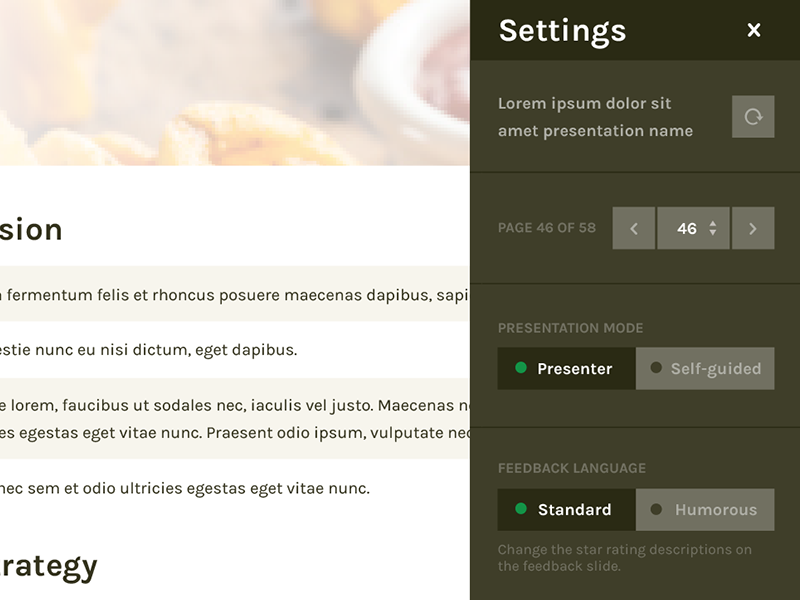 sion
fermentum felis et rhoncus posuere maecenas dapibus, sapi
estie nunc eu nisi dictum, eget dapibus.
e lorem, faucibus ut sodales nec, iaculis vel justo. Maecenas n
es egestas eget vitae nunc. Praesent odio ipsum, vulputate nec
nec sem et odio ultricies egestas eget vitae nunc.
rategy
Settings
Lorem ipsum dolor sit
amet presentation name
PAGE 46 OF 58
46
PRESENTATION MODE
Presenter
Self-guided
FEEDBACK LANGUAGE
Standard
Humorous
Change the star rating descriptions on
the feedback slide.